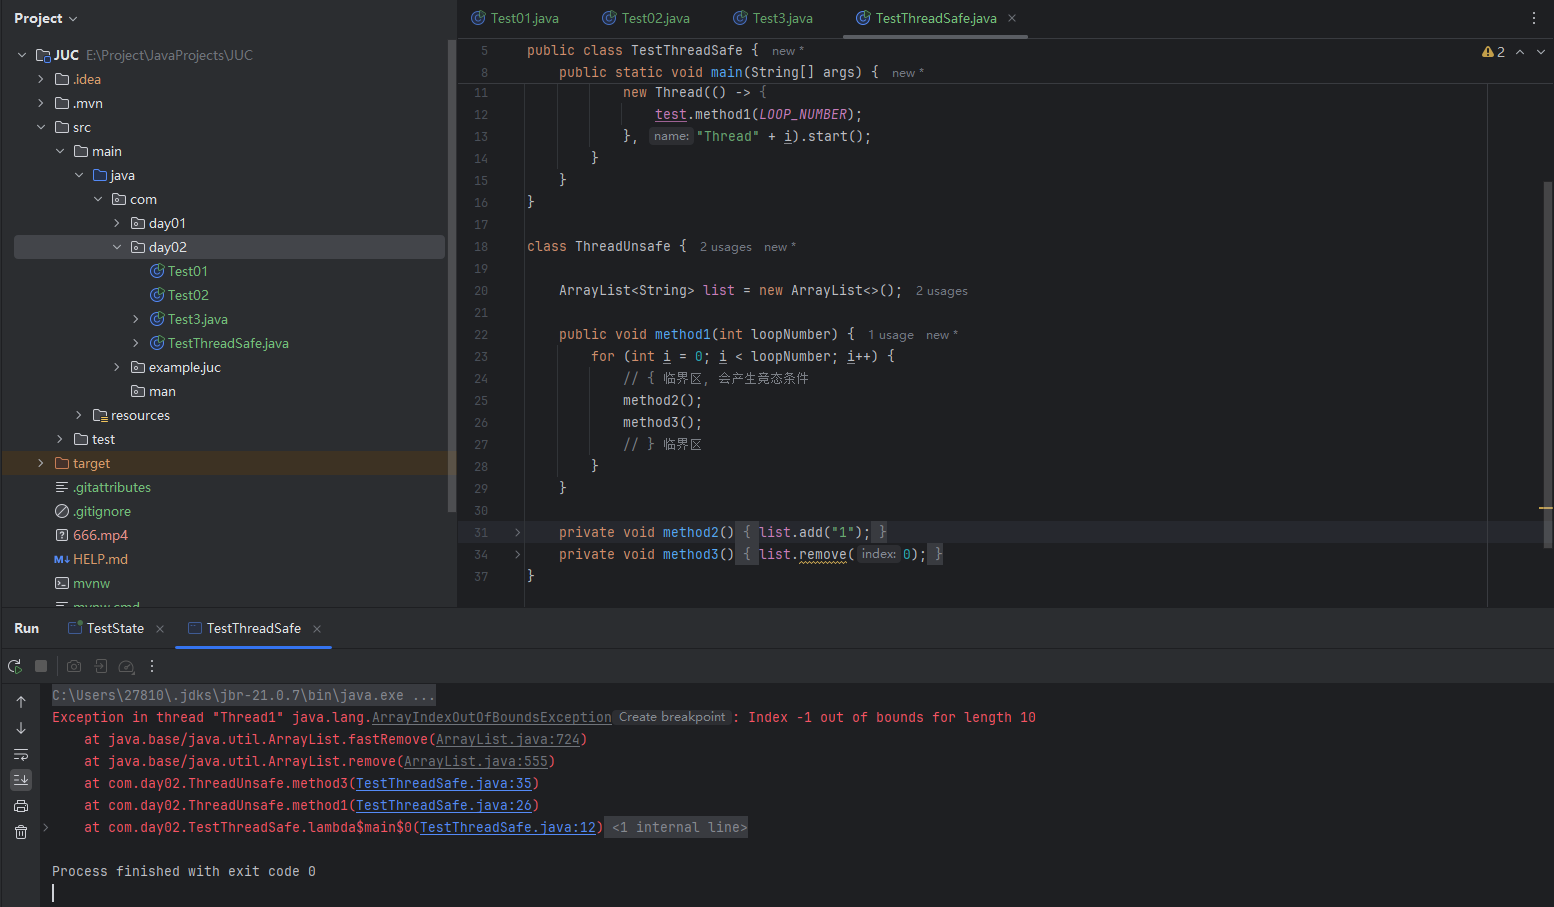 Project
JUC E:\Project\JavaProjects\JUC
.idea
.mvn
src
main
java
com
day01
day02
Test01
Test02
Test3.java
TestThreadSafe.java
example.juc
man
resources
test
target
.gitattributes
.gitignore
666.mp4
HELP.md
mvnw
mvnw.cmd
Test01.java
Test02.java
Test3.java
TestThreadSafe.java
2
5 public class TestThreadSafe { new *
8 public static void main(String[] args) { new *
11 new Thread(() -> {
12 test.method1(LOOP_NUMBER);
13 }, name: "Thread" + i).start();
14 }
15 }
16 }
17
18 class ThreadUnsafe { 2 usages new *
19
20 ArrayList<String> list = new ArrayList<>(); 2 usages
21
22 public void method1(int loopNumber) { 1 usage new *
23 for (int i = 0; i < loopNumber; i++) {
24 // { 临界区, 会产生竟态条件
25 method2();
26 method3();
27 // } 临界区
28 }
29 }
30
31 private void method2() { list.add("1"); }
34 private void method3() { list.remove( index: 0); }
37 }
Run
TestState
TestThreadSafe
C:\Users\27810\.jdks\jbr-21.0.7\bin\java.exe ...
Exception in thread "Thread1" java.lang.ArrayIndexOutOfBoundsException Create breakpoint : Index -1 out of bounds for length 10
at java.base/java.util.ArrayList.fastRemove(ArrayList.java:724)
at java.base/java.util.ArrayList.remove(ArrayList.java:555)
at com.day02.ThreadUnsafe.method3(TestThreadSafe.java:35)
at com.day02.ThreadUnsafe.method1(TestThreadSafe.java:26)
at com.day02.TestThreadSafe.lambda$main$0(TestThreadSafe.java:12) <1 internal line>
Process finished with exit code 0